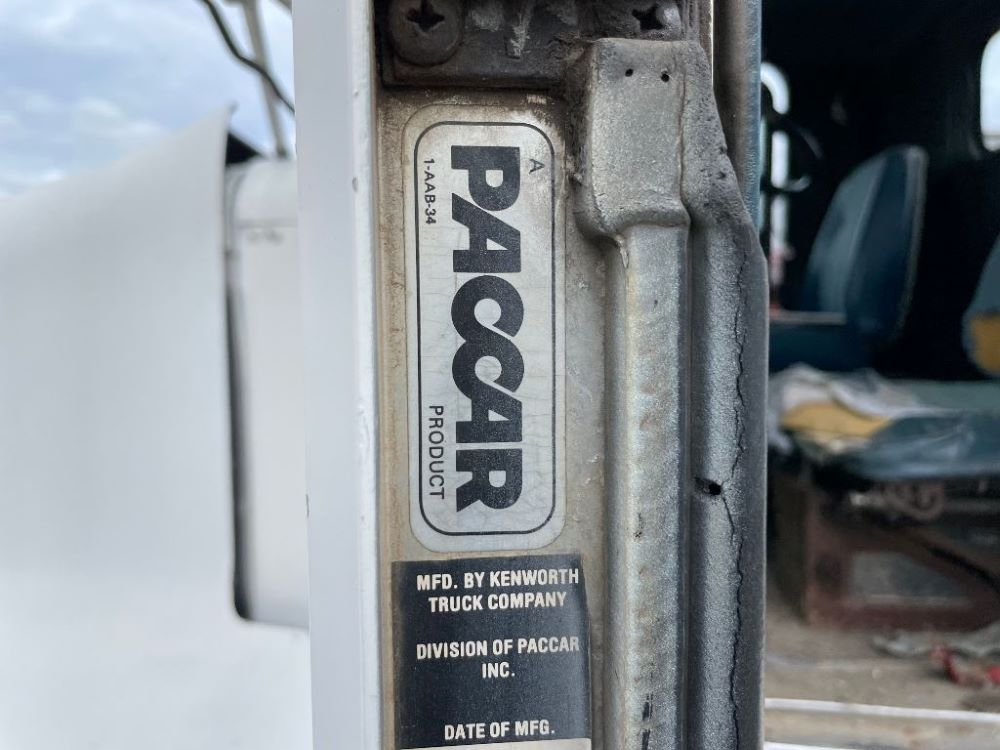 A
PACCAR
PRODUCT
1-AAB-34
MFD. BY KENWORTH
TRUCK COMPANY
DIVISION OF PACCAR
INC.
DATE OF MFG.